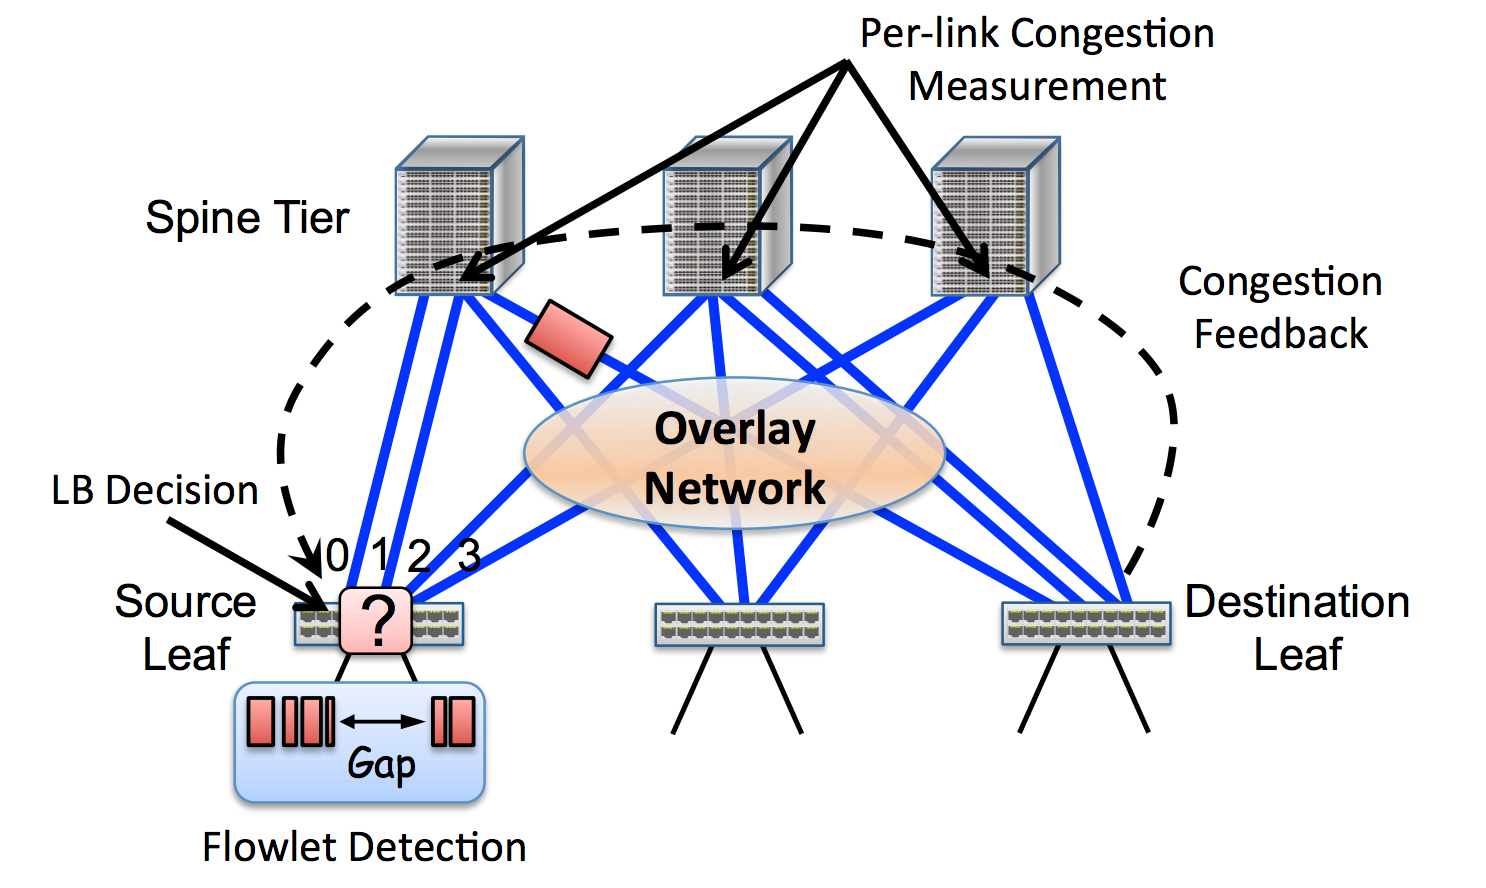 Per-link Congestion
Measurement
Spine Tier
Congestion
Feedback
Overlay
Network
LB Decision
0 1 2 3
Source
Leaf
?
Destination
Leaf
Gap
Flowlet Detection